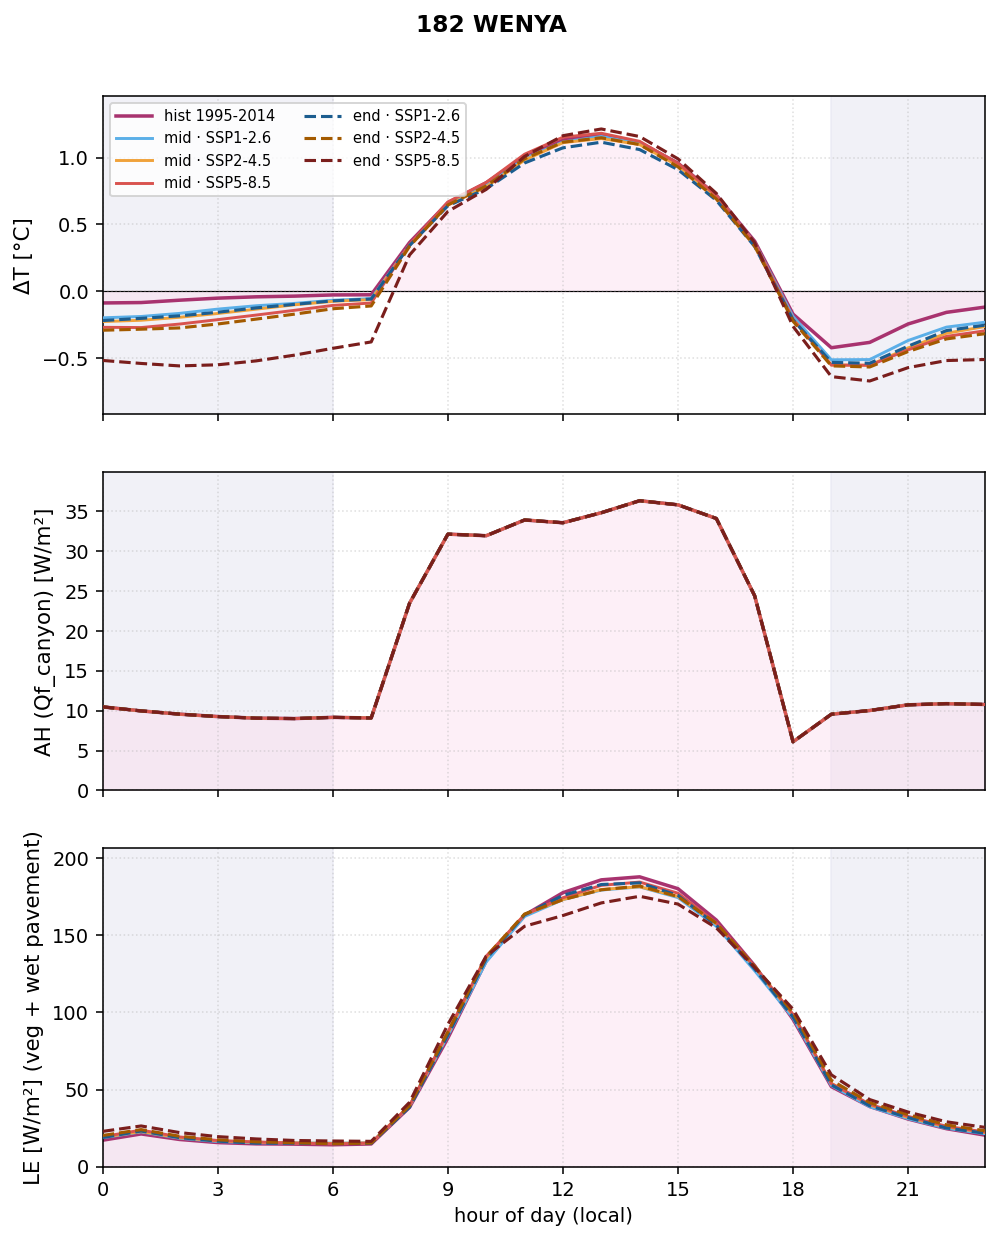 182 WENYA
hist 1995-2014
mid · SSP1-2.6
mid · SSP2-4.5
mid · SSP5-8.5
end · SSP1-2.6
end · SSP2-4.5
end · SSP5-8.5
ΔT [°C]
1.0
0.5
0.0
−0.5
AH (Qf_canyon) [W/m²]
35
30
25
20
15
10
5
0
LE [W/m²] (veg + wet pavement)
200
150
100
50
0
0 3 6 9 12 15 18 21
hour of day (local)